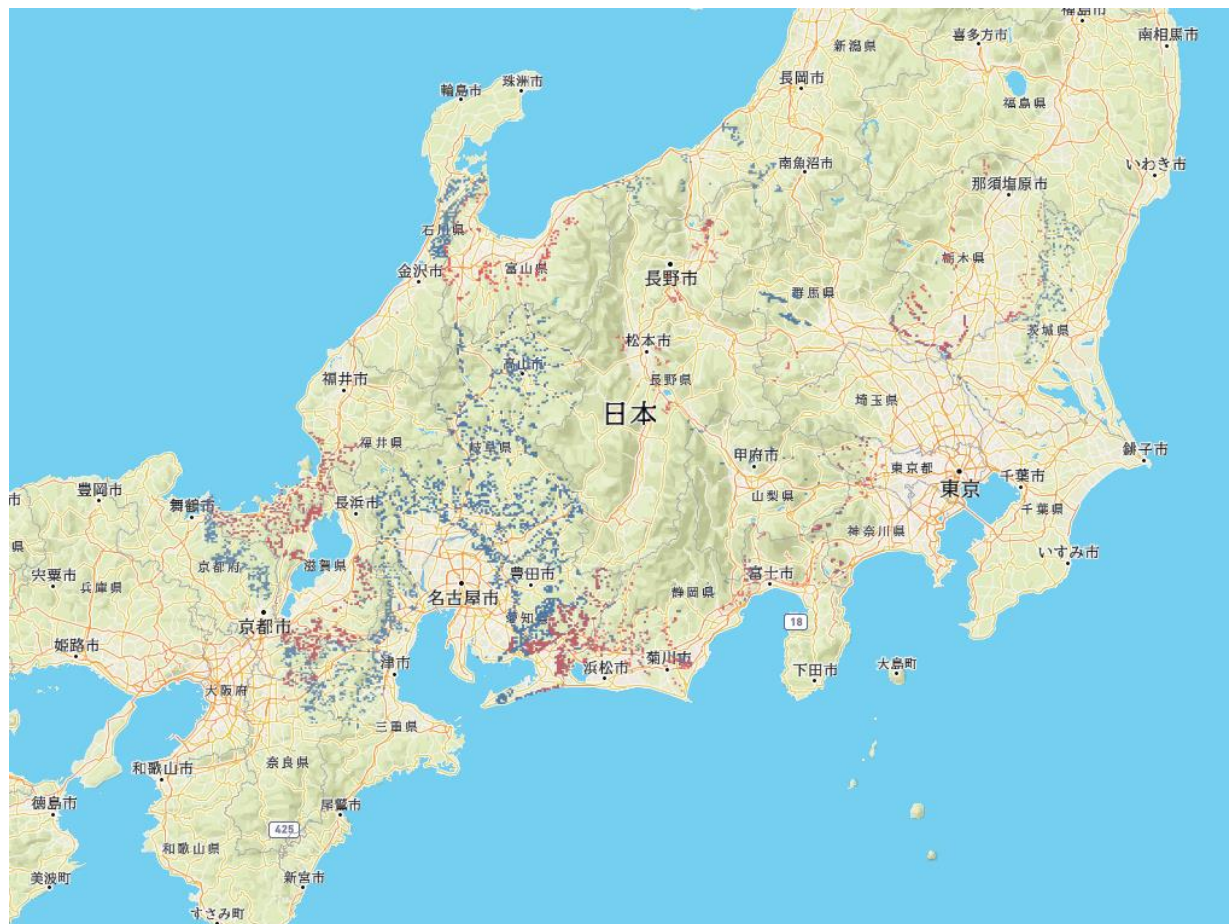 福島市
喜多方市
南相馬市
新潟県
長岡市
珠洲市
輪島市
福島県
南魚沼市
いわき市
那須塩原市
石川県
栃木県
金沢市
富山県
長野市
群馬県
茨城県
松本市
高山市
福井市
長野県
日本
埼玉県
福井県
岐阜県
銚子市
甲府市
東京都
千葉市
東京
豊岡市
舞鶴市
長浜市
山梨県
千葉県
神奈川県
県
いすみ市
京都府
滋賀県
宍粟市
兵庫県
豊田市
富士市
名古屋市
静岡県
愛知県
京都市
18
姫路市
津市
浜松市
菊川市
下田市
大島町
大阪府
三重県
奈良県
和歌山市
徳島市
尾鷲市
425
和歌山県
美波町
新宮市
すさみ町